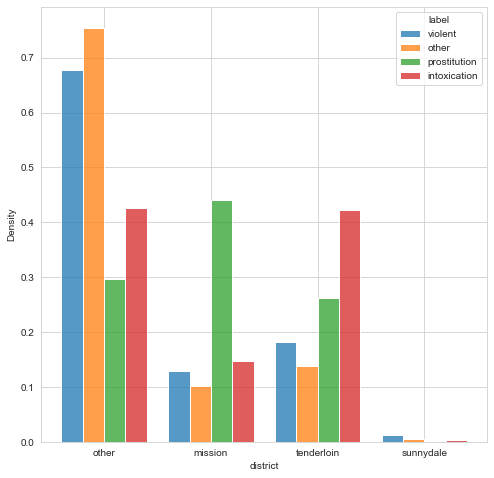 label
violent
other
prostitution
intoxication
0.7
0.6
0.5
0.4
0.3
0.2
0.1
0.0
Density
other mission tenderloin sunnydale
district